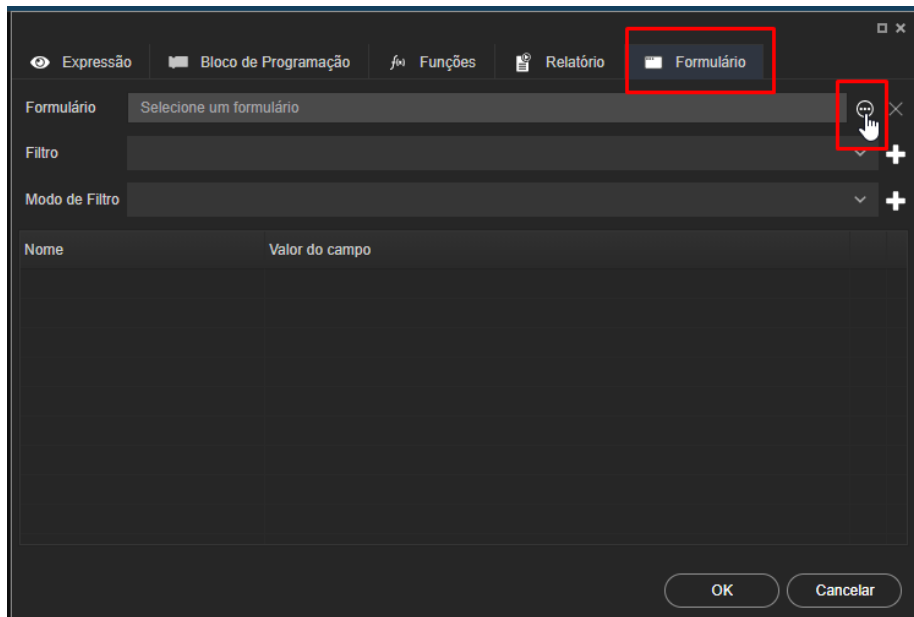 Expressão Bloco de Programação f(x) Funções Relatório Formulário
Formulário Selecione um formulário
Filtro
Modo de Filtro
Nome Valor do campo
OK Cancelar